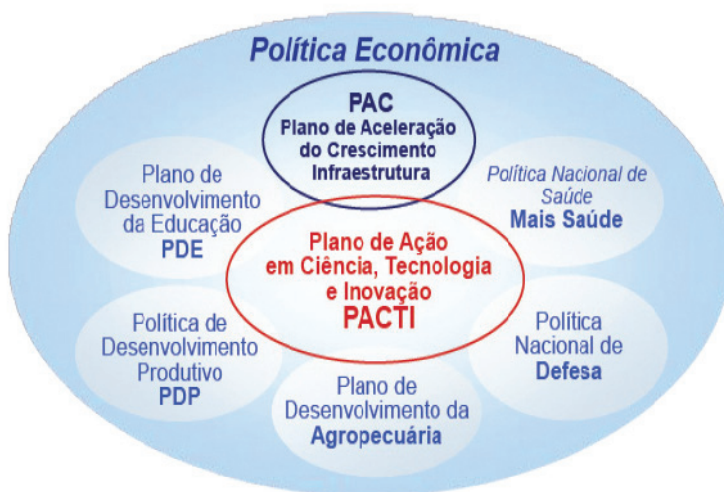 Política Econômica
PAC
Plano de Aceleração
do Crescimento
Infraestrutura
Plano de
Desenvolvimento
da Educação
PDE
Política Nacional de
Saúde
Mais Saúde
Plano de Ação
em Ciência, Tecnologia
e Inovação
PACTI
Política de
Desenvolvimento
Produtivo
PDP
Política
Nacional de
Defesa
Plano de
Desenvolvimento da
Agropecuária